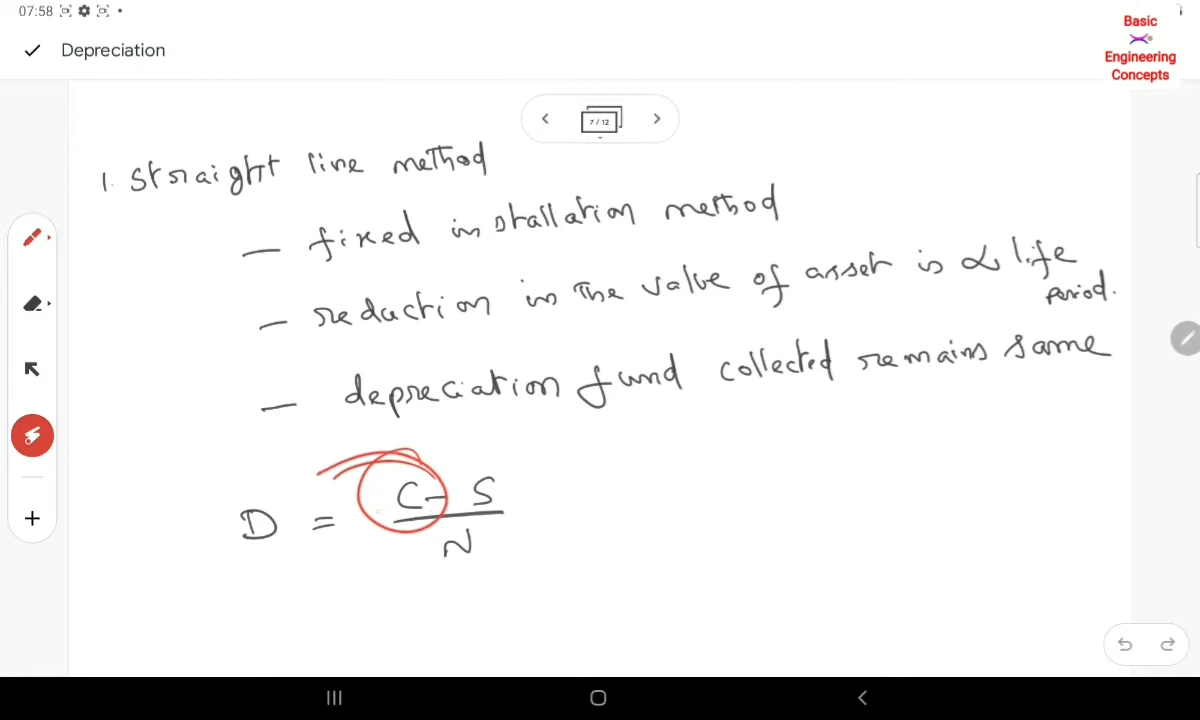 07:58
Basic
Engineering
Concepts
Depreciation
7 / 12
1. Straight line method
— fixed installation method
— reduction in the value of asset is ∝ life
period.
— depreciation fund collected remains same
D = C - S
N